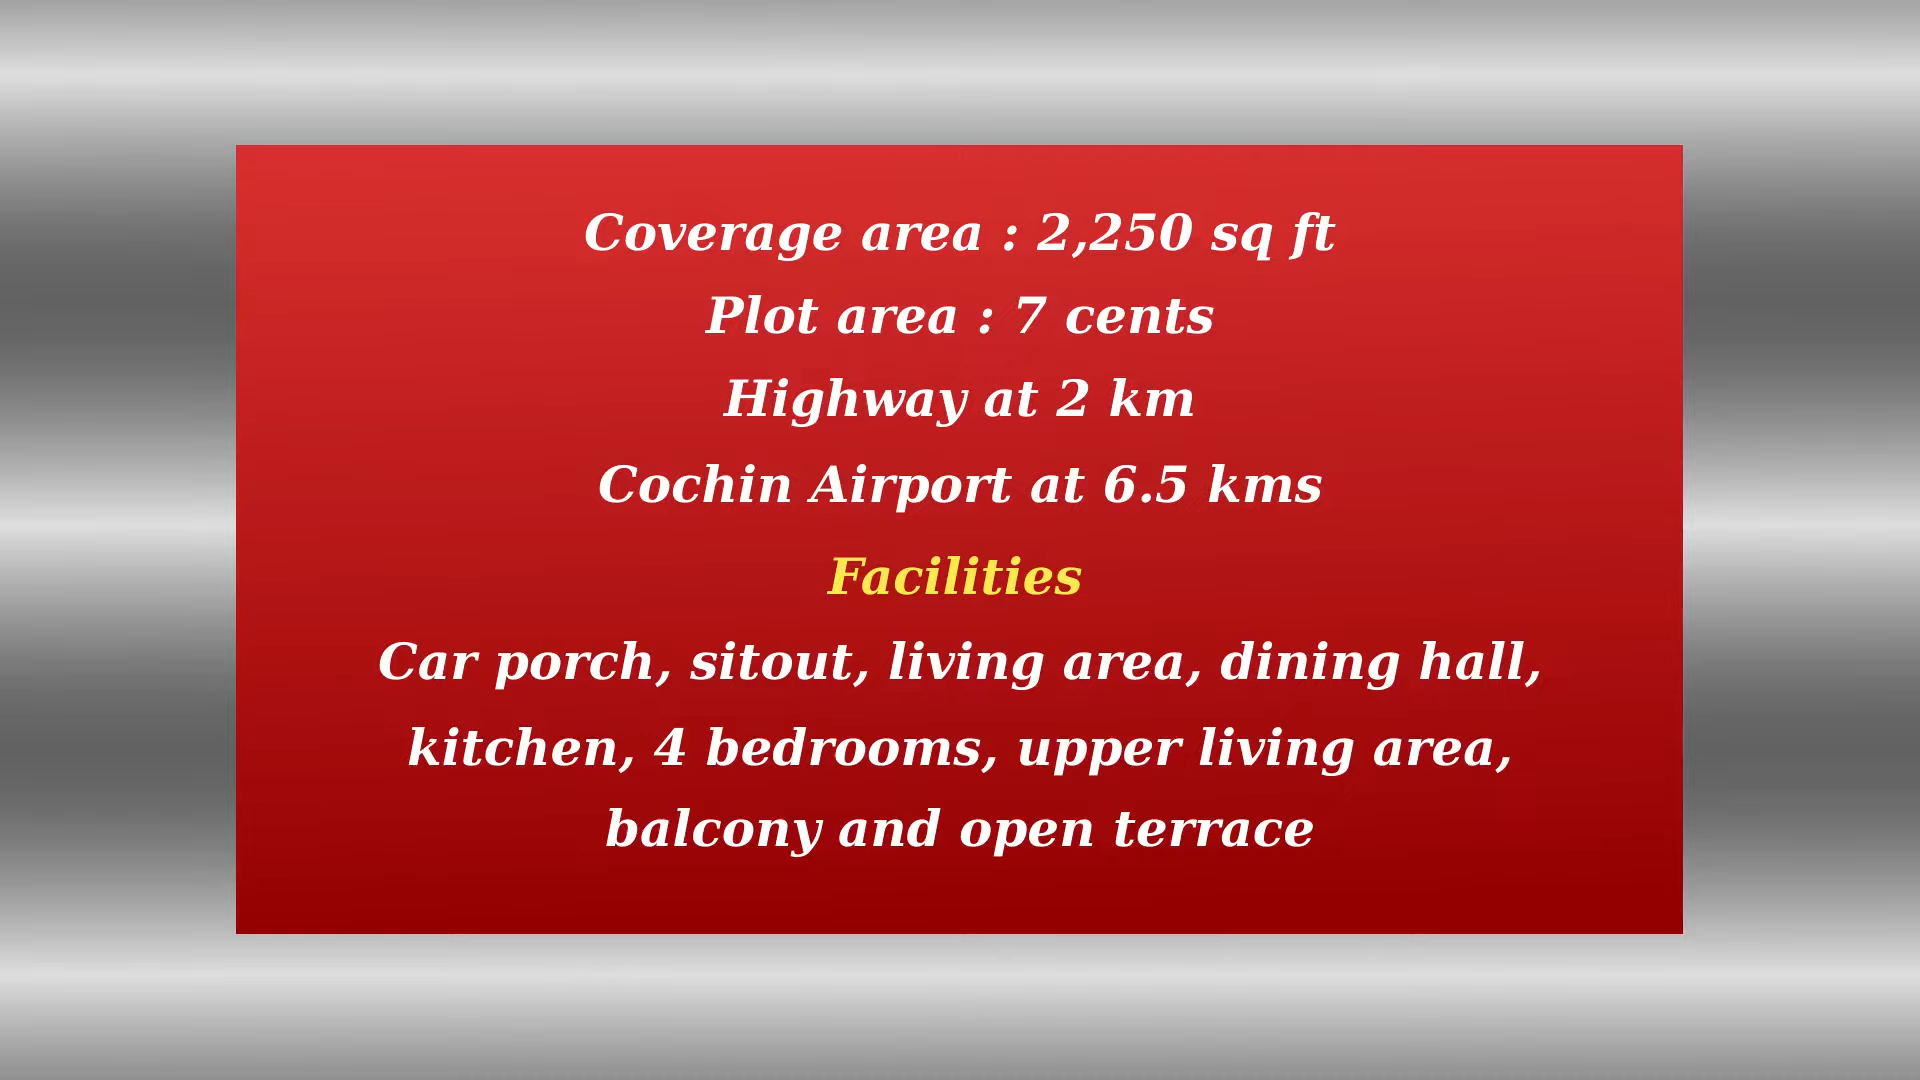 Coverage area : 2,250 sq ft
Plot area : 7 cents
Highway at 2 km
Cochin Airport at 6.5 kms
Facilities
Car porch, sitout, living area, dining hall,
kitchen, 4 bedrooms, upper living area,
balcony and open terrace